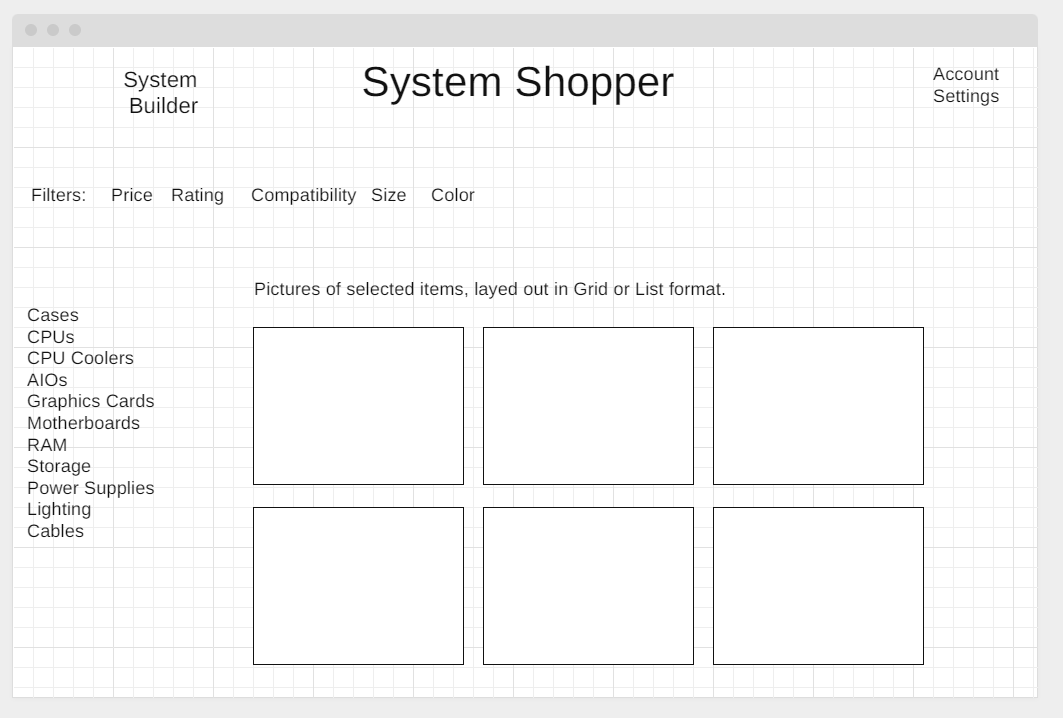 System
Builder
System Shopper
Account
Settings
Filters: Price Rating Compatibility Size Color
Pictures of selected items, layed out in Grid or List format.
Cases
CPUs
CPU Coolers
AIOs
Graphics Cards
Motherboards
RAM
Storage
Power Supplies
Lighting
Cables